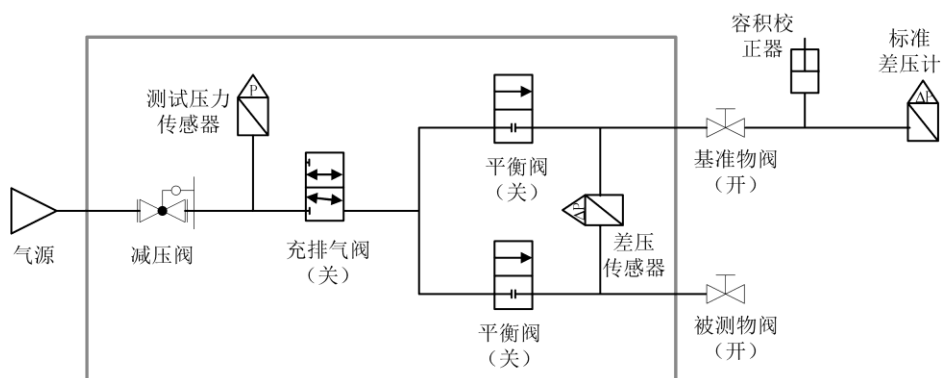 容积校
正器
标准
差压计
ΔP
测试压力
传感器
P
平衡阀
（关）
基准物阀
（开）
气源
减压阀
充排气阀
（关）
ΔP
差压
传感器
平衡阀
（关）
被测物阀
（开）